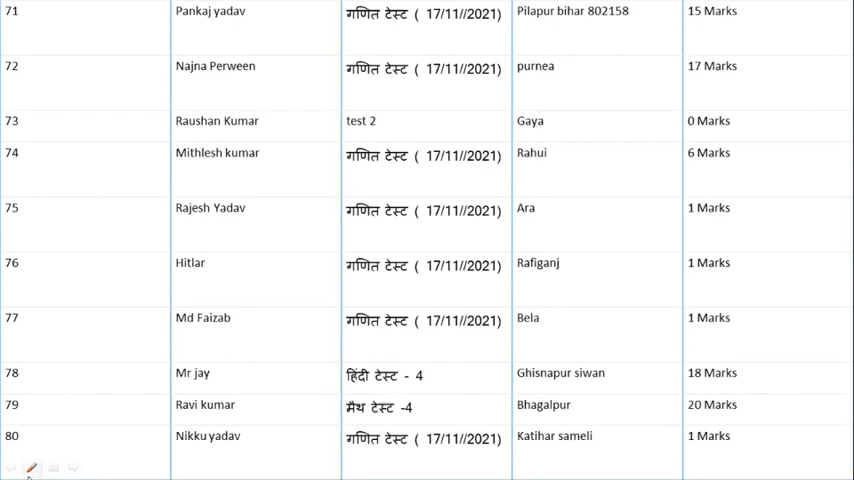 71 Pankaj yadav गणित टेस्ट ( 17/11//2021) Pilapur bihar 802158 15 Marks
72 Najna Perween गणित टेस्ट ( 17/11//2021) purnea 17 Marks
73 Raushan Kumar test 2 Gaya 0 Marks
74 Mithlesh kumar गणित टेस्ट ( 17/11//2021) Rahui 6 Marks
75 Rajesh Yadav गणित टेस्ट ( 17/11//2021) Ara 1 Marks
76 Hitlar गणित टेस्ट ( 17/11//2021) Rafiganj 1 Marks
77 Md Faizab गणित टेस्ट ( 17/11//2021) Bela 1 Marks
78 Mr jay हिंदी टेस्ट - 4 Ghisnapur siwan 18 Marks
79 Ravi kumar मैथ टेस्ट -4 Bhagalpur 20 Marks
80 Nikku yadav गणित टेस्ट ( 17/11//2021) Katihar sameli 1 Marks